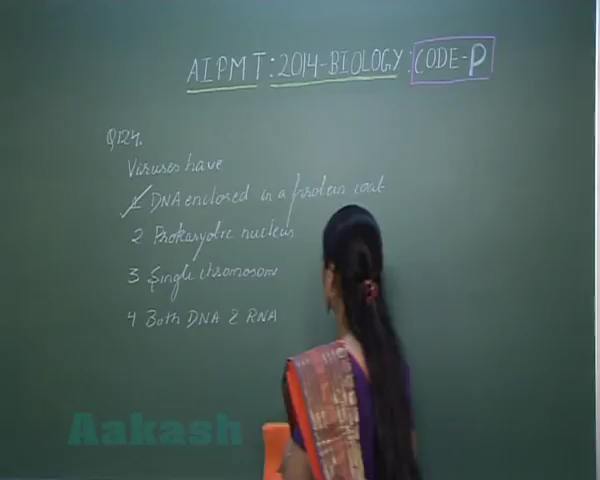 AIPMT:2014-BIOLOGY:CODE-P
Q124.
Viruses have
1 DNA enclosed in a protein coat
2 Prokaryotic nucleus
3 Single chromosome
4 Both DNA & RNA
Aakash